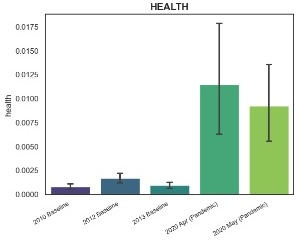 HEALTH
health
0.0175
0.0150
0.0125
0.0100
0.0075
0.0050
0.0025
0.0000
2010 Baseline
2012 Baseline
2013 Baseline
2020 Apr (Pandemic)
2020 May (Pandemic)